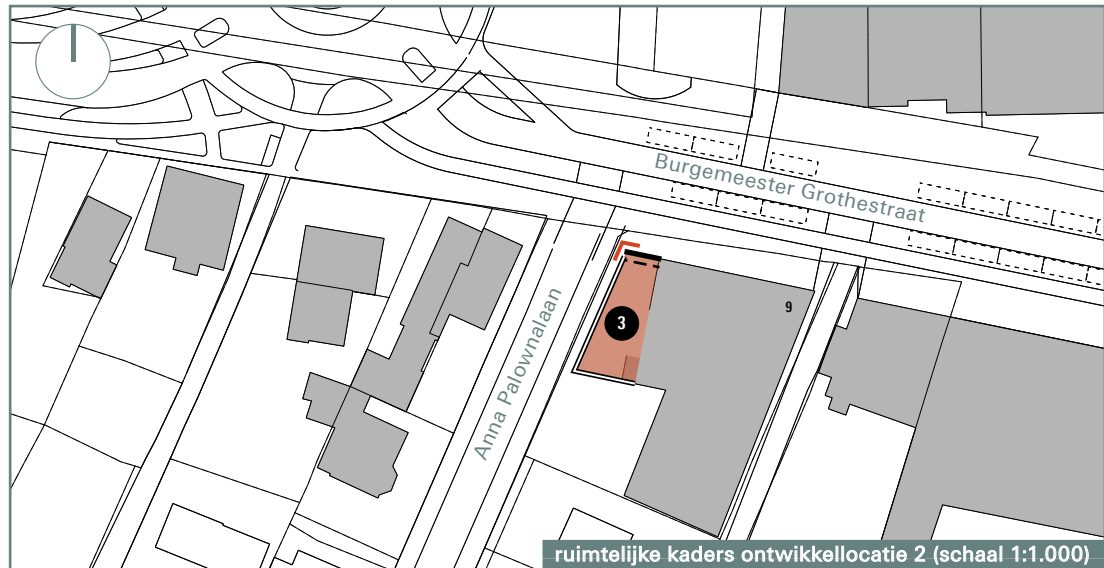 Burgemeester Grothestraat
9
3
Anna Palownalaan
ruimtelijke kaders ontwikkellocatie 2 (schaal 1:1.000)